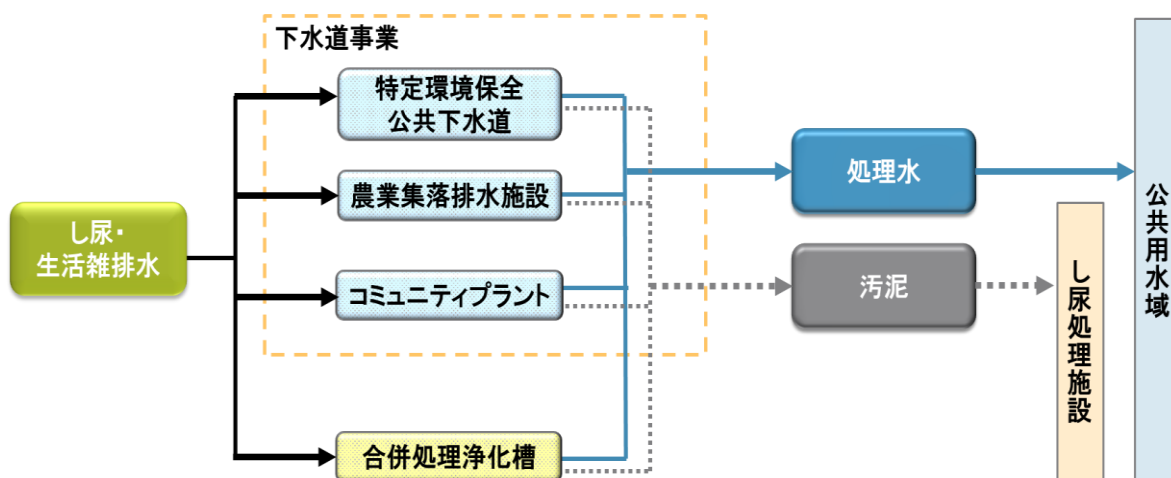 下水道事業
特定環境保全
公共下水道
農業集落排水施設
コミュニティプラント
合併処理浄化槽
し尿・
生活雑排水
処理水
汚泥
し尿処理施設
公共用水域